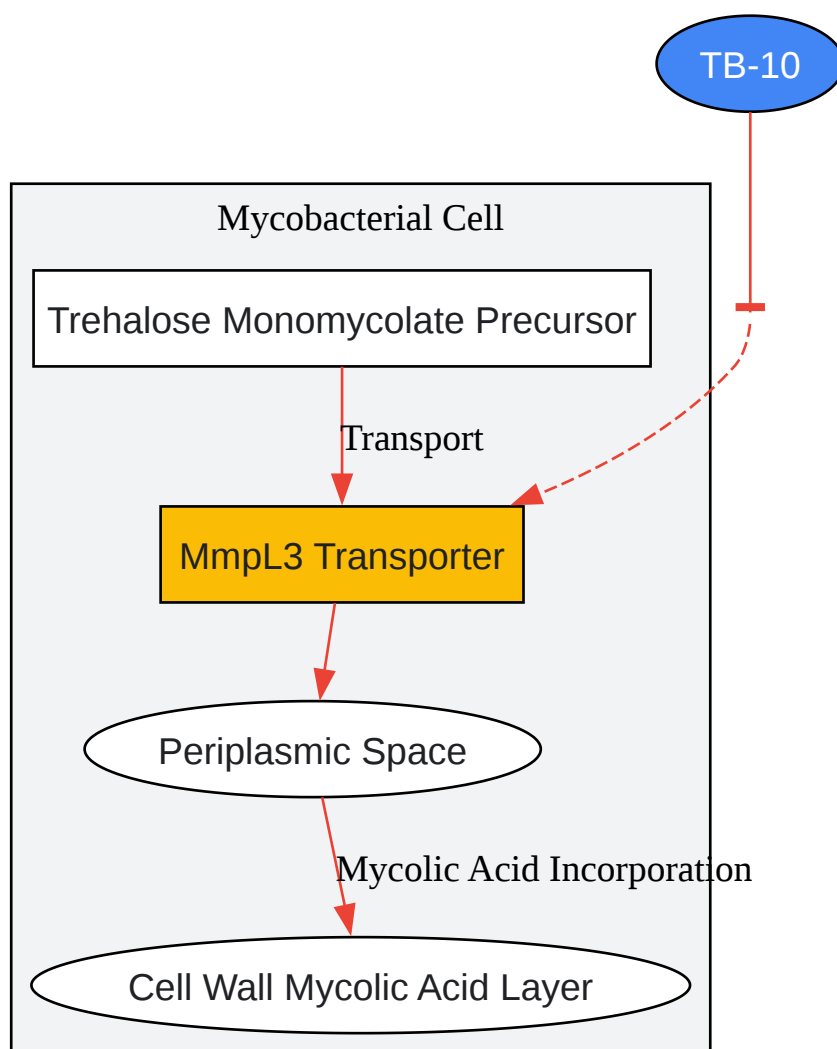 TB-10
Mycobacterial Cell
Trehalose Monomycolate Precursor
Transport
MmpL3 Transporter
Periplasmic Space
Mycolic Acid Incorporation
Cell Wall Mycolic Acid Layer